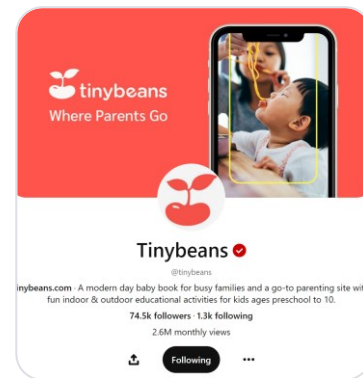 tinybeans
Where Parents Go
Tinybeans
@tinybeans
inybeans.com · A modern day baby book for busy families and a go-to parenting site wit
fun indoor & outdoor educational activities for kids ages preschool to 10.
74.5k followers · 1.3k following
2.6M monthly views
Following